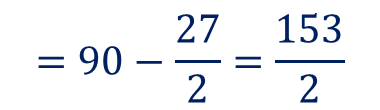 = 90 − 27/2 = 153/2